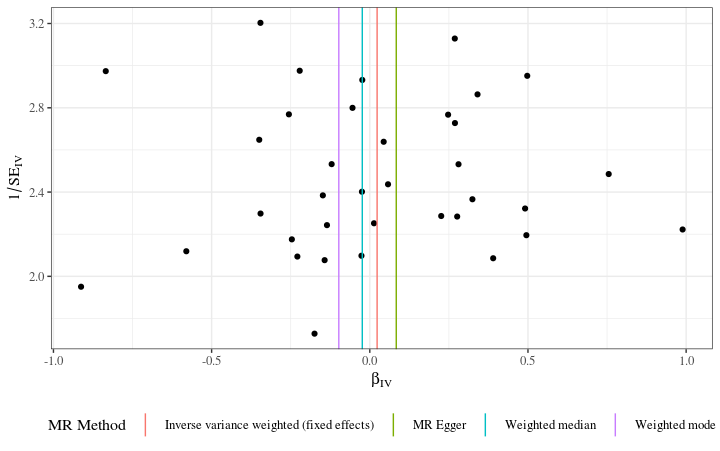 3.2
2.8
2.4
2.0
1/SE_IV
-1.0 -0.5 0.0 0.5 1.0
β_IV
MR Method Inverse variance weighted (fixed effects) MR Egger Weighted median Weighted mode